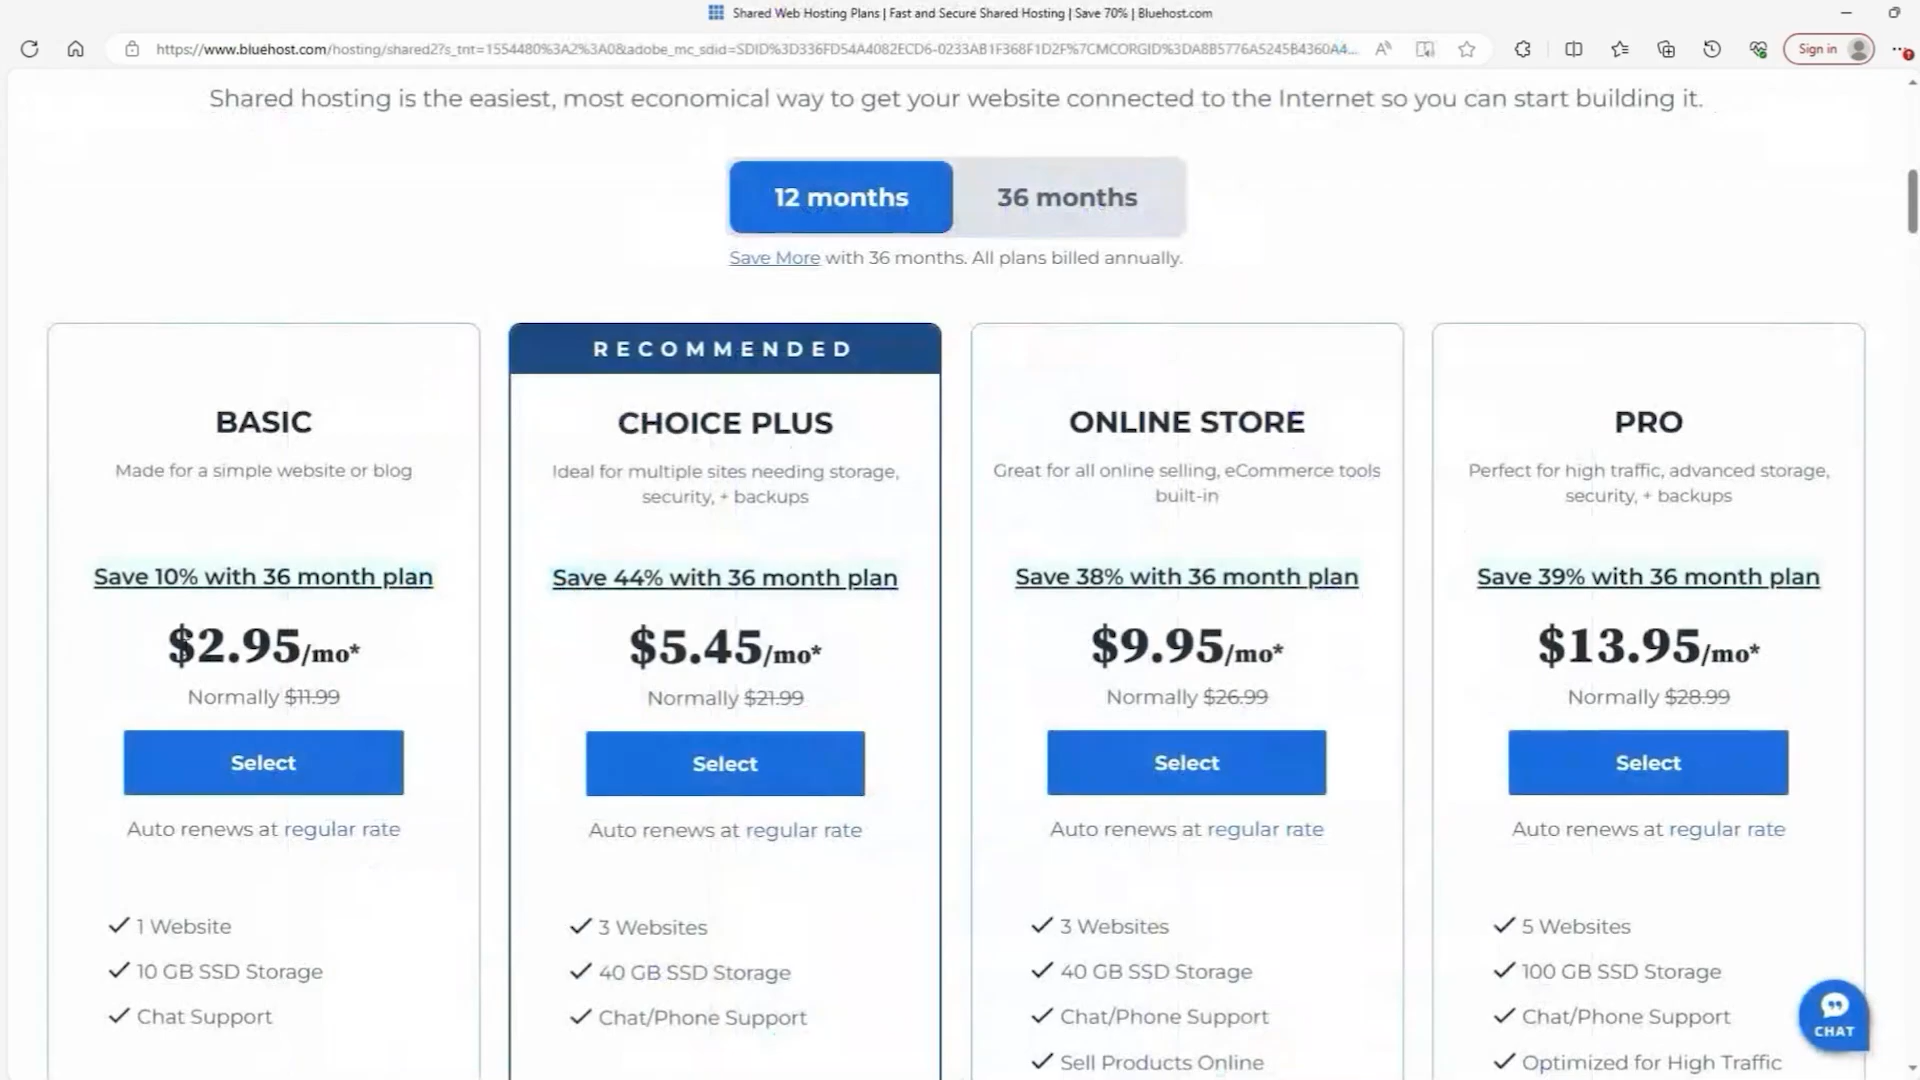 Shared Web Hosting Plans | Fast and Secure Shared Hosting | Save 70% | Bluehost.com
https://www.bluehost.com/hosting/shared2?s_tnt=1554480%3A2%3A0&adobe_mc_sdid=SDID%3D336FD54A4082ECD6-0233AB1F368F1D2F%7CMCORGID%3DA8B5776A5245B4360A4...
Sign in
Shared hosting is the easiest, most economical way to get your website connected to the Internet so you can start building it.
12 months
36 months
Save More with 36 months. All plans billed annually.
BASIC
Made for a simple website or blog
Save 10% with 36 month plan
$2.95/mo*
Normally $11.99
Select
Auto renews at regular rate
1 Website
10 GB SSD Storage
Chat Support
RECOMMENDED
CHOICE PLUS
Ideal for multiple sites needing storage,
security, + backups
Save 44% with 36 month plan
$5.45/mo*
Normally $21.99
Select
Auto renews at regular rate
3 Websites
40 GB SSD Storage
Chat/Phone Support
ONLINE STORE
Great for all online selling, eCommerce tools
built-in
Save 38% with 36 month plan
$9.95/mo*
Normally $26.99
Select
Auto renews at regular rate
3 Websites
40 GB SSD Storage
Chat/Phone Support
Sell Products Online
PRO
Perfect for high traffic, advanced storage,
security, + backups
Save 39% with 36 month plan
$13.95/mo*
Normally $28.99
Select
Auto renews at regular rate
5 Websites
100 GB SSD Storage
Chat/Phone Support
Optimized for High Traffic
CHAT